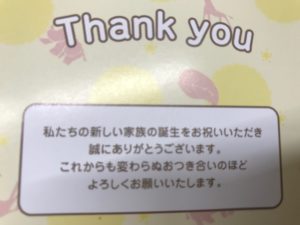 Thank you
私たちの新しい家族の誕生をお祝いいただき
誠にありがとうございます。
これからも変わらぬおつき合いのほど
よろしくお願いいたします。